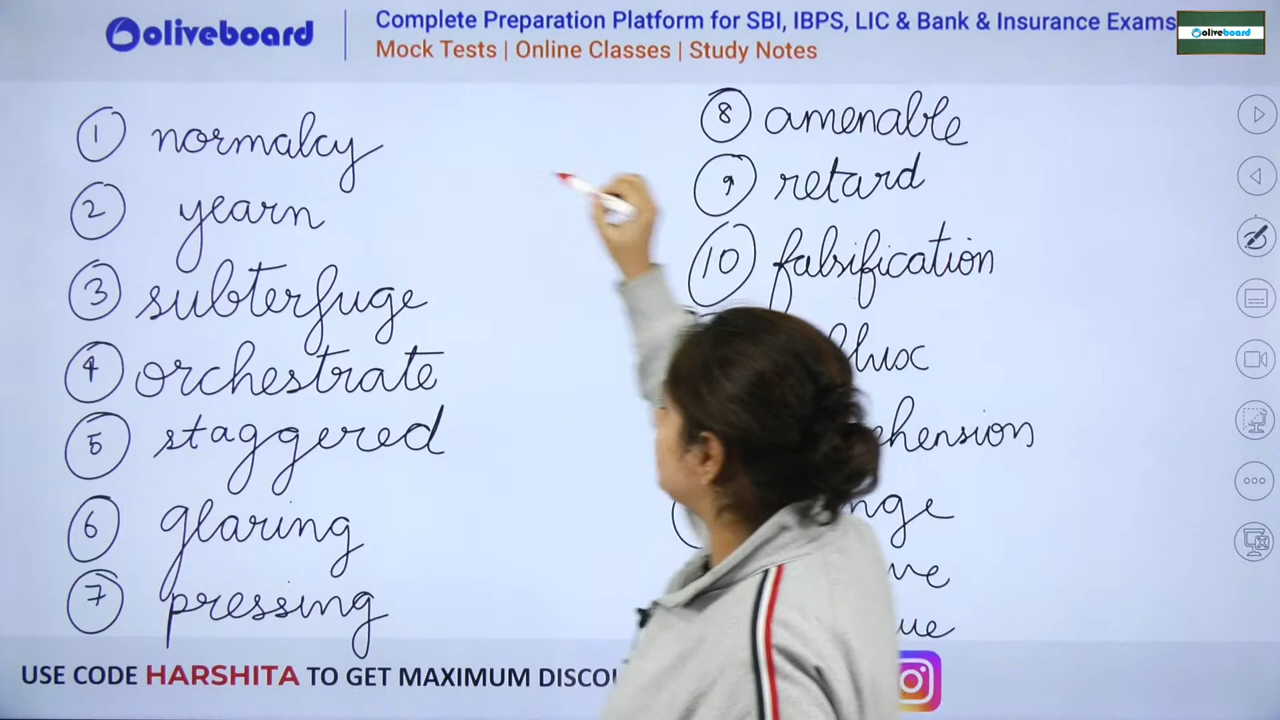 oliveboard
Complete Preparation Platform for SBI, IBPS, LIC & Bank & Insurance Exams
Mock Tests | Online Classes | Study Notes
oliveboard
1 normalcy
2 yearn
3 subterfuge
4 orchestrate
5 staggered
6 glaring
7 pressing
8 amenable
9 retard
10 falsification
USE CODE HARSHITA TO GET MAXIMUM